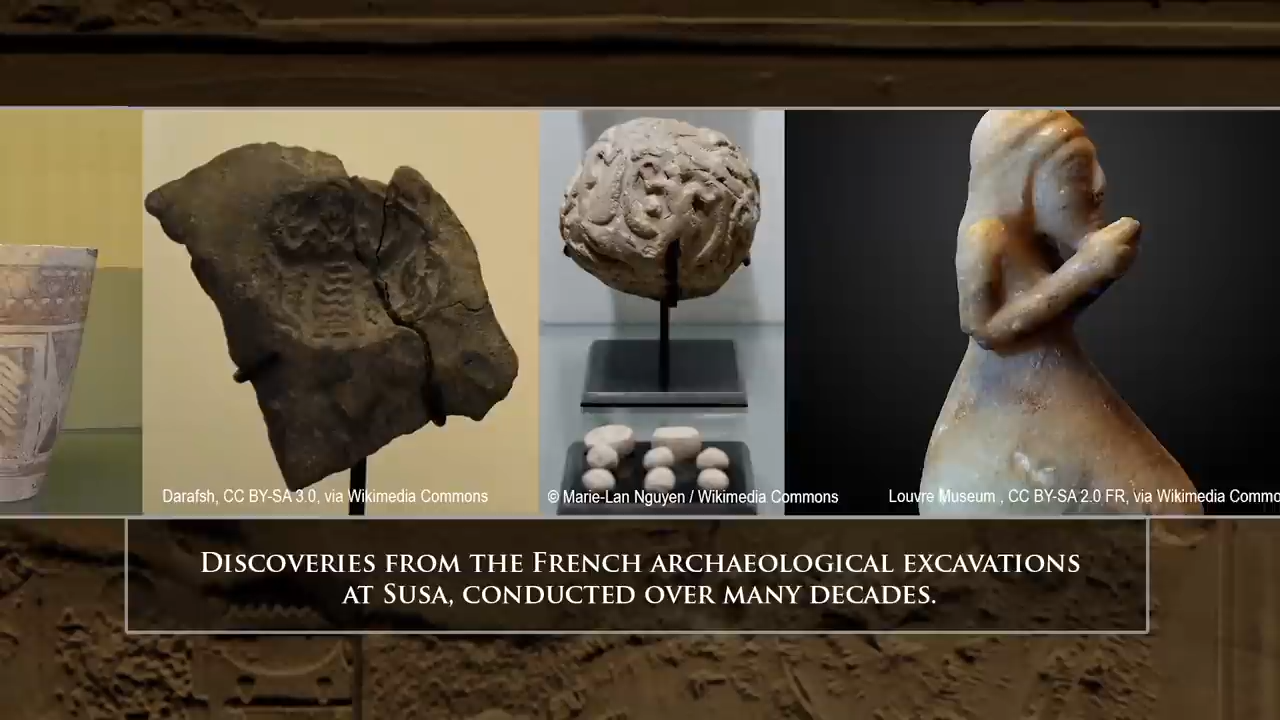 Darafsh, CC BY-SA 3.0, via Wikimedia Commons
© Marie-Lan Nguyen / Wikimedia Commons
Louvre Museum , CC BY-SA 2.0 FR, via Wikimedia Commo
Discoveries from the French archaeological excavations
at Susa, conducted over many decades.